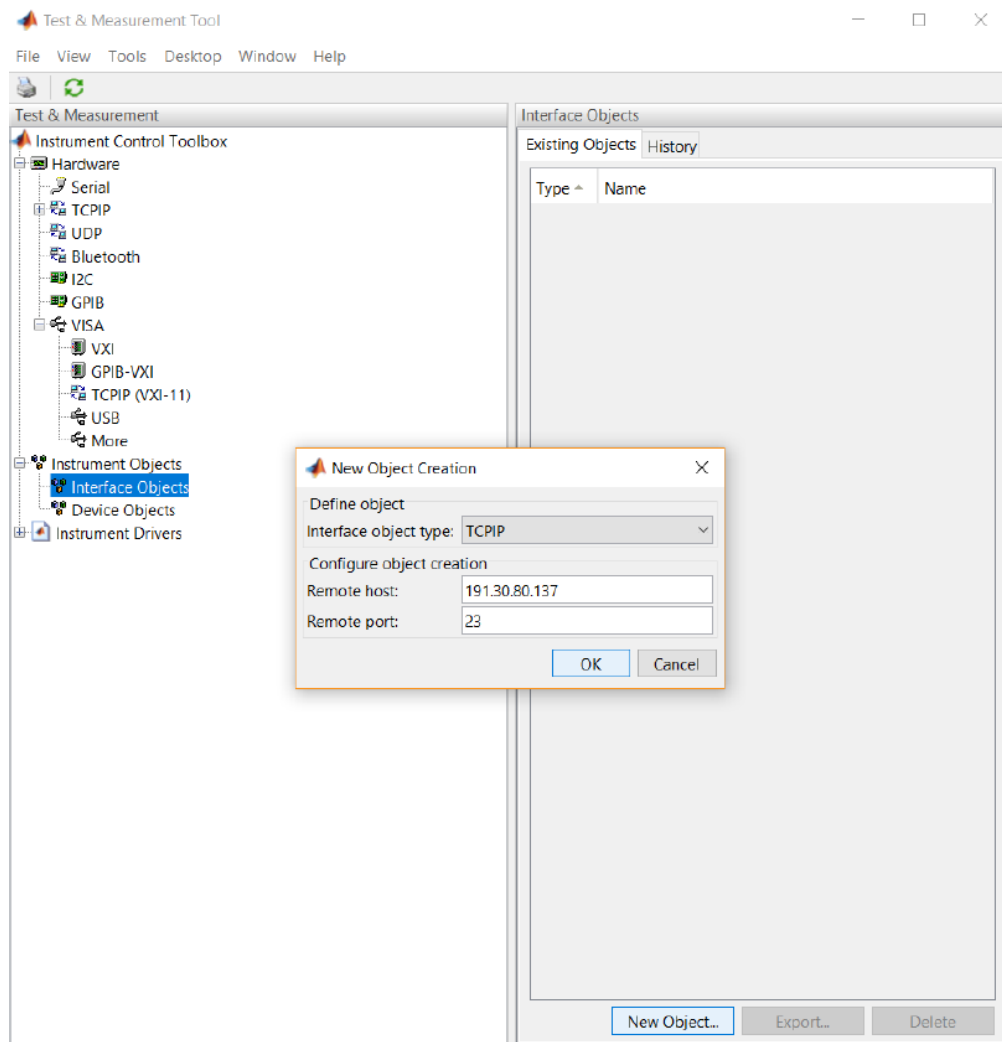 Test & Measurement Tool
File View Tools Desktop Window Help
Test & Measurement
Instrument Control Toolbox
Hardware
Serial
TCPIP
UDP
Bluetooth
I2C
GPIB
VISA
VXI
GPIB-VXI
TCPIP (VXI-11)
USB
More
Instrument Objects
Interface Objects
Device Objects
Instrument Drivers
Interface Objects
Existing Objects History
Type Name
New Object Creation
Define object
Interface object type: TCPIP
Configure object creation
Remote host: 191.30.80.137
Remote port: 23
OK Cancel
New Object... Export... Delete